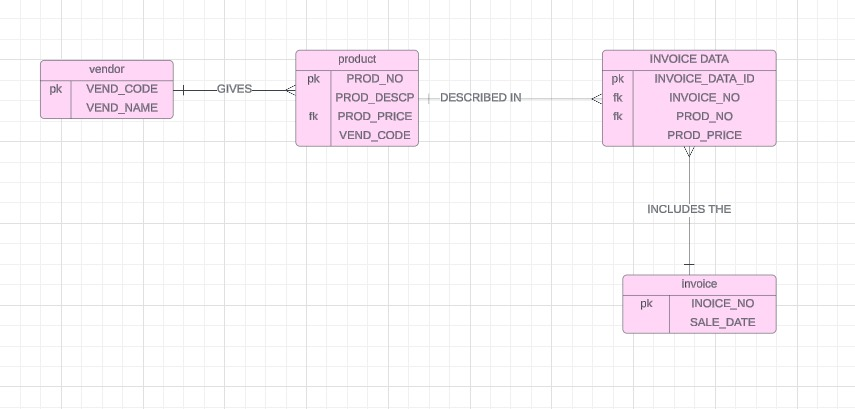 vendor
pk VEND_CODE
VEND_NAME
GIVES
product
pk PROD_NO
PROD_DESCP
fk PROD_PRICE
VEND_CODE
DESCRIBED IN
INVOICE DATA
pk INVOICE_DATA_ID
fk INVOICE_NO
fk PROD_NO
PROD_PRICE
INCLUDES THE
invoice
pk INOICE_NO
SALE_DATE